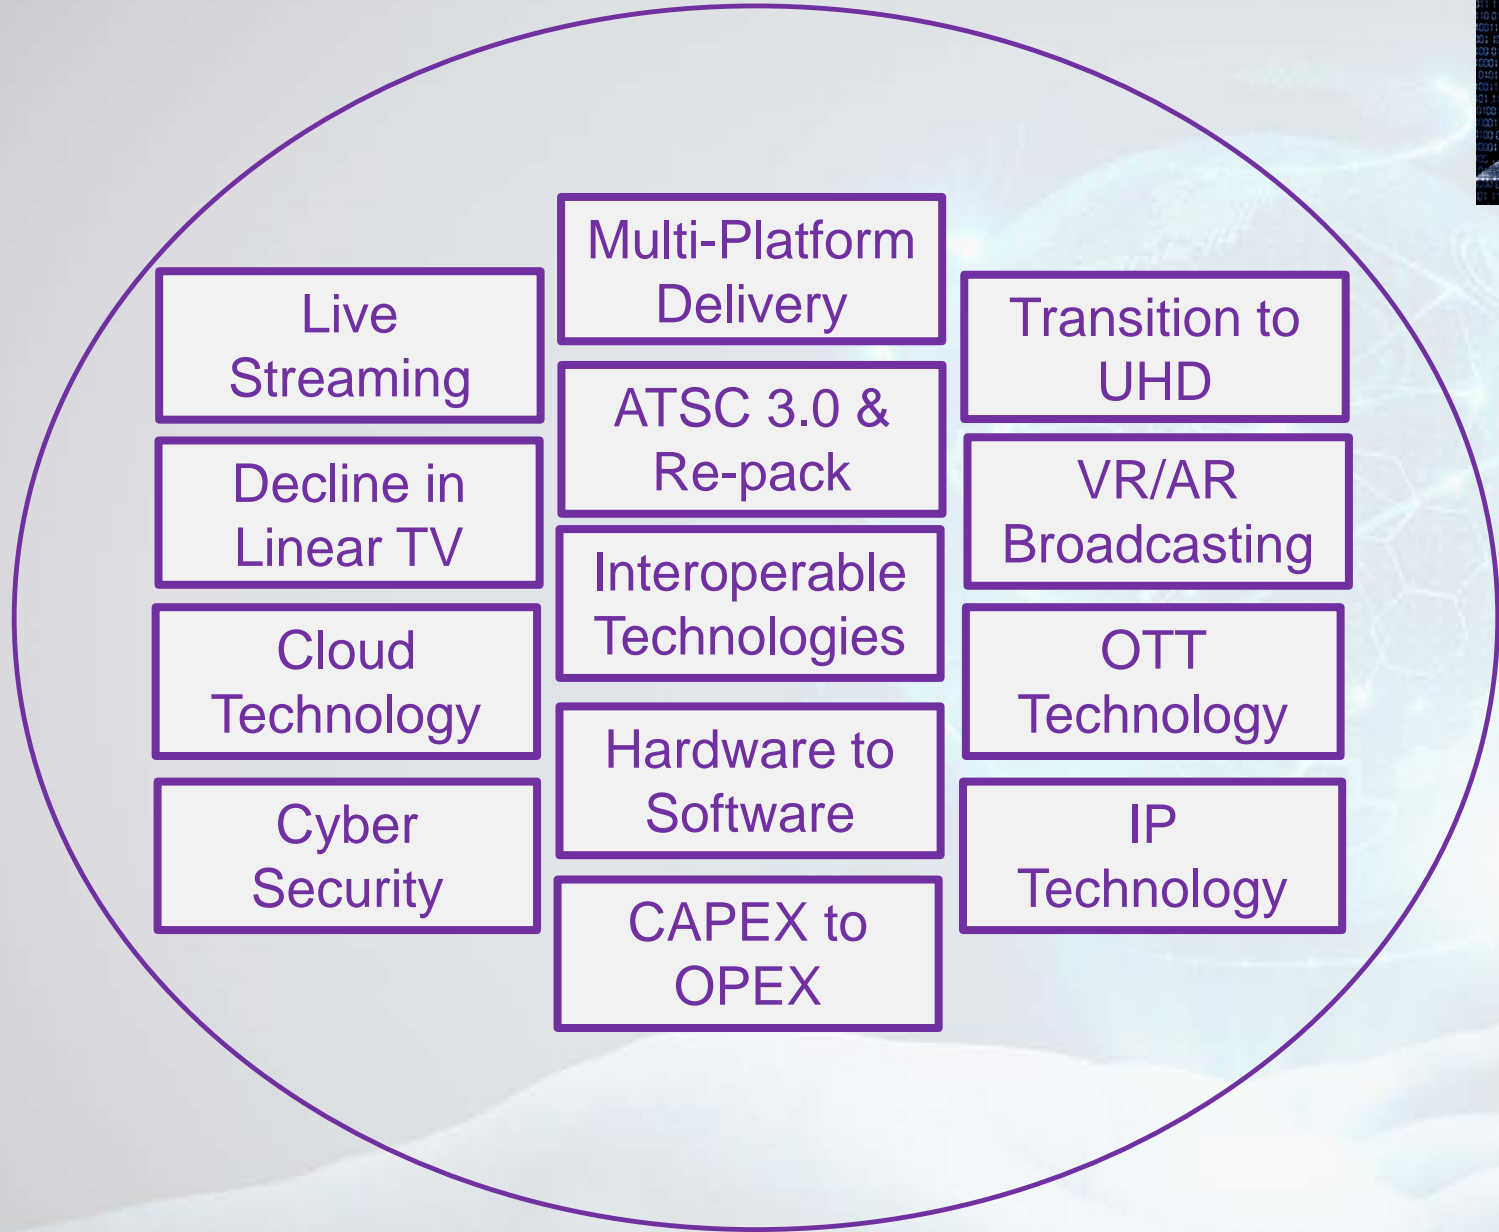 Live
Streaming
Decline in
Linear TV
Cloud
Technology
Cyber
Security
Multi-Platform
Delivery
ATSC 3.0 &
Re-pack
Interoperable
Technologies
Hardware to
Software
CAPEX to
OPEX
Transition to
UHD
VR/AR
Broadcasting
OTT
Technology
IP
Technology